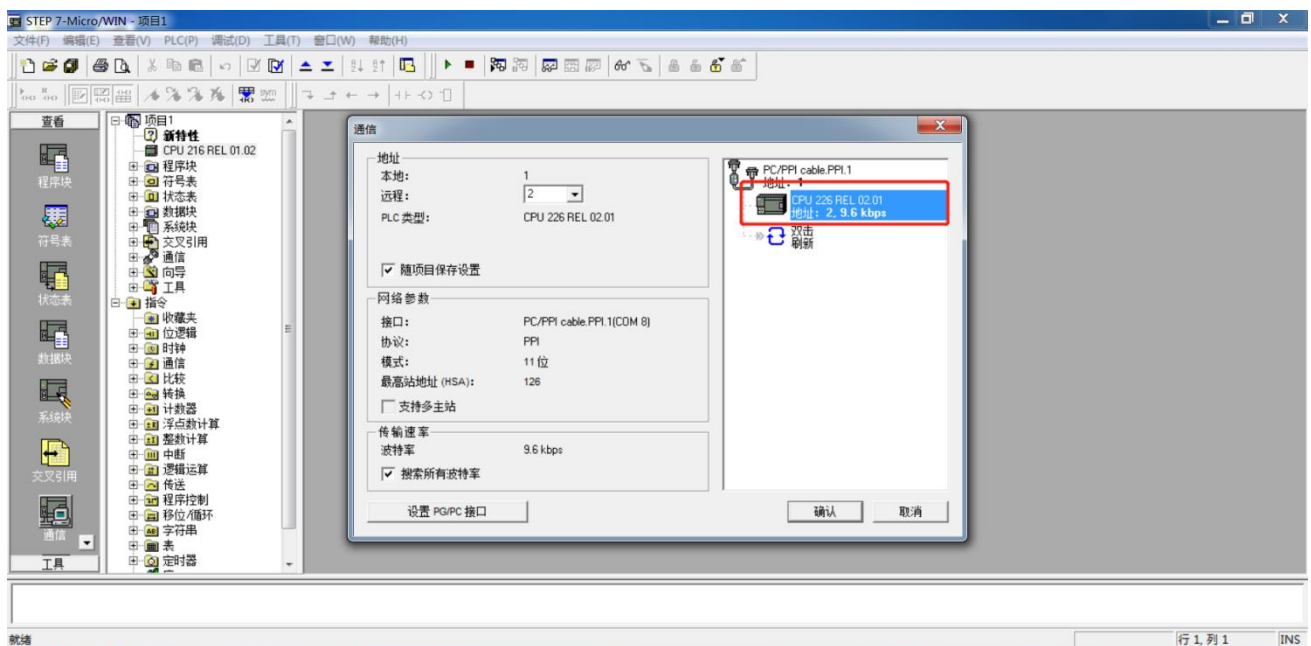 STEP 7-Micro/WIN - 项目1
文件(F) 编辑(E) 查看(V) PLC(P) 调试(D) 工具(T) 窗口(W) 帮助(H)
查看
程序块
符号表
状态表
数据块
系统块
交叉引用
通信
工具
项目1
新特性
CPU 216 REL 01.02
程序块
符号表
状态表
数据块
系统块
交叉引用
通信
向导
工具
指令
收藏夹
位逻辑
时钟
通信
比较
转换
计数器
浮点数计算
整数计算
中断
逻辑运算
传送
程序控制
移位/循环
字符串
表
定时器
通信
地址
本地: 1
远程: 2
PLC 类型: CPU 226 REL 02.01
随项目保存设置
网络参数
接口: PC/PPI cable.PPI.1(COM 8)
协议: PPI
模式: 11 位
最高站地址 (HSA): 126
支持多主站
传输速率
波特率 9.6 kbps
搜索所有波特率
设置 PG/PC 接口
PC/PPI cable.PPI.1
地址: 1
CPU 226 REL 02.01
地址: 2, 9.6 kbps
双击
刷新
确认 取消
就绪
行 1, 列 1 INS